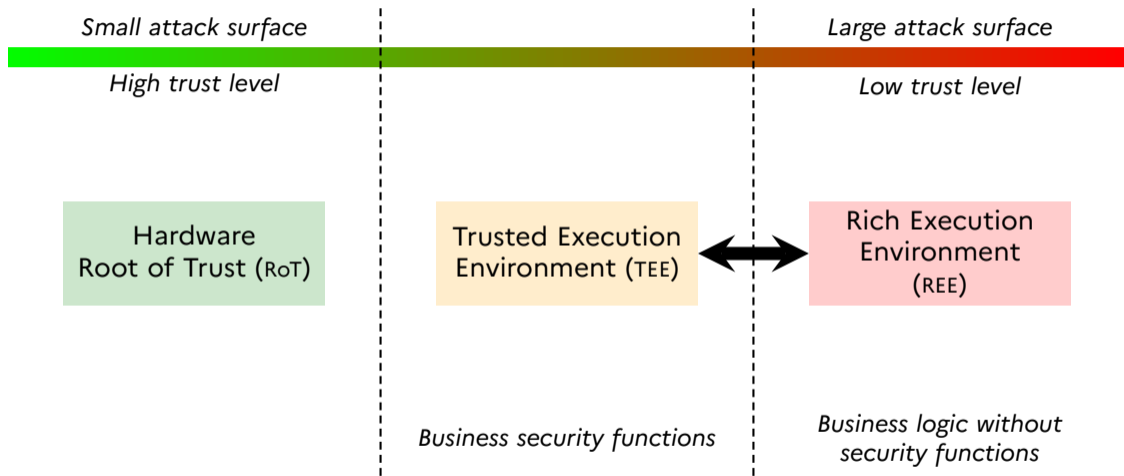 Small attack surface
Large attack surface
High trust level
Low trust level
Hardware
Root of Trust (RoT)
Trusted Execution
Environment (TEE)
Rich Execution
Environment
(REE)
Business security functions
Business logic without
security functions